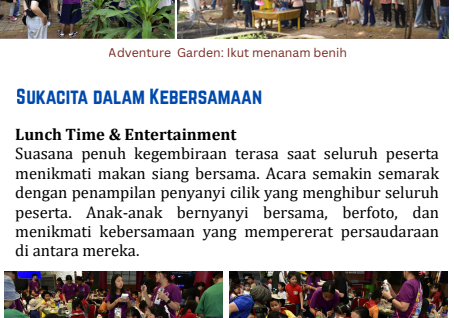 Adventure Garden: Ikut menanam benih
SUKACITA DALAM KEBERSAMAAN
Lunch Time & Entertainment
Suasana penuh kegembiraan terasa saat seluruh peserta
menikmati makan siang bersama. Acara semakin semarak
dengan penampilan penyanyi cilik yang menghibur seluruh
peserta. Anak-anak bernyanyi bersama, berfoto, dan
menikmati kebersamaan yang mempererat persaudaraan
di antara mereka.